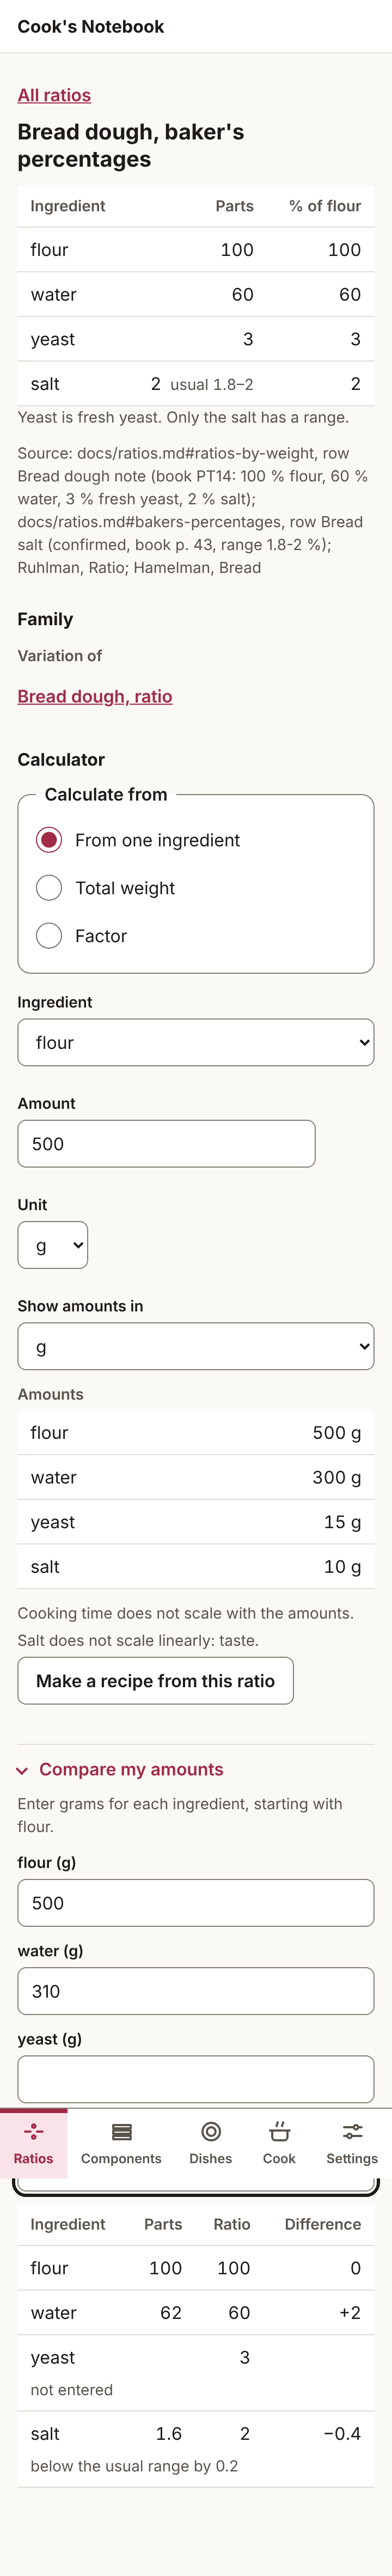 Cook's Notebook
All ratios
Bread dough, baker's
percentages
Ingredient Parts % of flour
flour 100 100
water 60 60
yeast 3 3
salt 2 usual 1.8–2 2
Yeast is fresh yeast. Only the salt has a range.
Source: docs/ratios.md#ratios-by-weight, row
Bread dough note (book PT14: 100 % flour, 60 %
water, 3 % fresh yeast, 2 % salt);
docs/ratios.md#bakers-percentages, row Bread
salt (confirmed, book p. 43, range 1.8-2 %);
Ruhlman, Ratio; Hamelman, Bread
Family
Variation of
Bread dough, ratio
Calculator
Calculate from
From one ingredient
Total weight
Factor
Ingredient
flour
Amount
500
Unit
g
Show amounts in
g
Amounts
flour 500 g
water 300 g
yeast 15 g
salt 10 g
Cooking time does not scale with the amounts.
Salt does not scale linearly: taste.
Make a recipe from this ratio
Compare my amounts
Enter grams for each ingredient, starting with
flour.
flour (g)
500
water (g)
310
yeast (g)
Ratios Components Dishes Cook Settings
Ingredient Parts Ratio Difference
flour 100 100 0
water 62 60 +2
yeast 3
not entered
salt 1.6 2 −0.4
below the usual range by 0.2